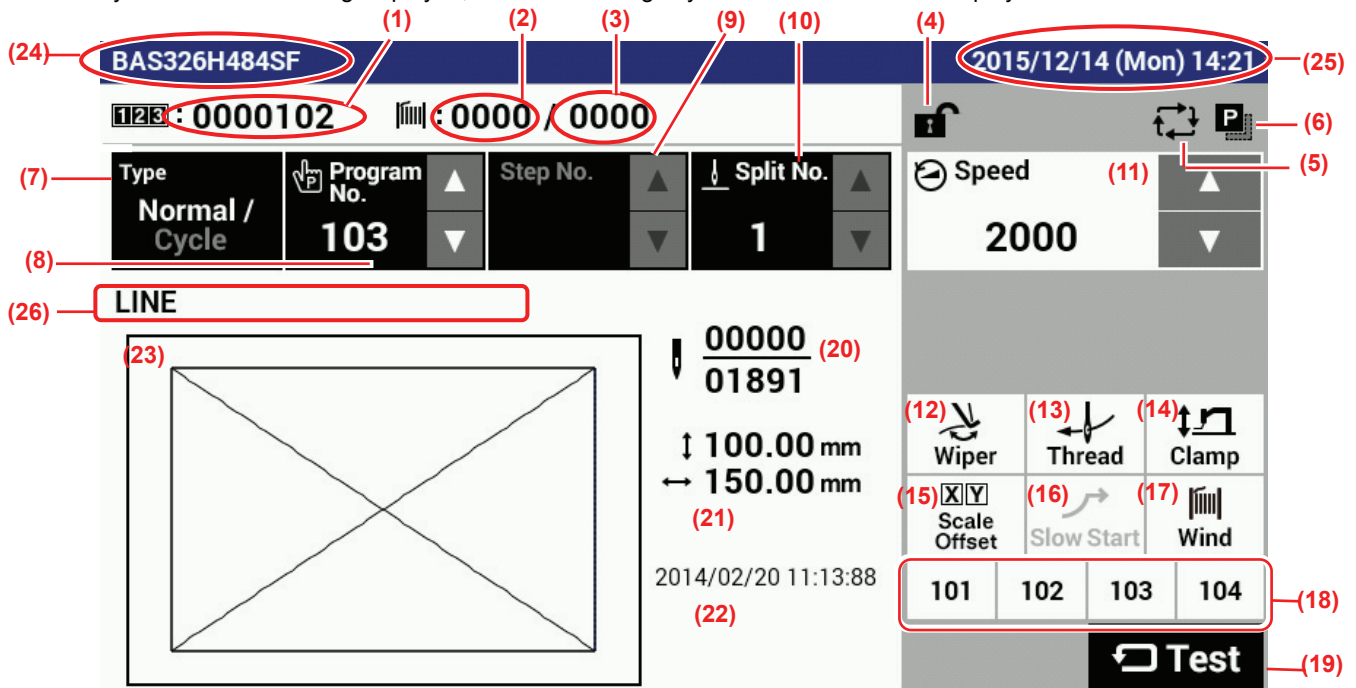 (1) (2) (3) (10) (4)
(24) BAS326H484SF 2015/12/14 (Mon) 14:21 (25)
123 : 0000102 : 0000 / 0000 (9) P (6)
(5)
(7) Type Program No. Step No. Split No. Speed (11)
Normal / Cycle 103 1 2000
(8)
(26) LINE
(23) 00000 (20)
01891
(12) Wiper (13) Thread (14) Clamp
100.00 mm
150.00 mm
(21)
(15) X Y Scale Offset (16) Slow Start (17) Wind
2014/02/20 11:13:88
(22)
101 102 103 104 (18)
Test (19)